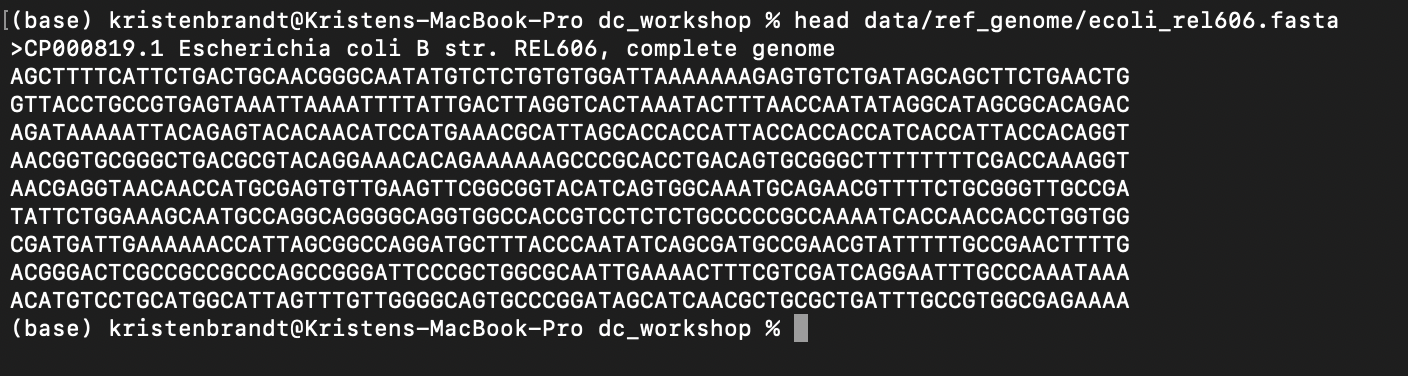 [(base) kristenbrandt@Kristens-MacBook-Pro dc_workshop % head data/ref_genome/ecoli_rel606.fasta
>CP000819.1 Escherichia coli B str. REL606, complete genome
AGCTTTTCATTCTGACTGCAACGGGCAATATGTCTCTGTGTGGATTAAAAAAAGAGTGTCTGATAGCAGCTTCTGAACTG
GTTACCTGCCGTGAGTAAATTAAAATTTTATTGACTTAGGTCACTAAATACTTTAACCAATATAGGCATAGCGCACAGAC
AGATAAAAATTACAGAGTACACAACATCCATGAAACGCATTAGCACCACCATTACCACCACCATCACCATTACCACAGGT
AACGGTGCGGGCTGACGCGTACAGGAAACACAGAAAAAAGCCCGCACCTGACAGTGCGGGCTTTTTTTTCGACCAAAGGT
AACGAGGTAACAACCATGCGAGTGTTGAAGTTCGGCGGTACATCAGTGGCAAATGCAGAACGTTTTCTGCGGGTTGCCGA
TATTCTGGAAAGCAATGCCAGGCAGGGGCAGGTGGCCACCGTCCTCTCTGCCCCCGCCAAAATCACCAACCACCTGGTGG
CGATGATTGAAAAAACCATTAGCGGCCAGGATGCTTTACCCAATATCAGCGATGCCGAACGTATTTTTGCCGAACTTTTG
ACGGGACTCGCCGCCGCCCAGCCGGGATTCCCGCTGGCGCAATTGAAAACTTTCGTCGATCAGGAATTTGCCCAAATAAA
ACATGTCCTGCATGGCATTAGTTTGTTGGGGCAGTGCCCGGATAGCATCAACGCTGCGCTGATTTGCCGTGGCGAGAAAA
(base) kristenbrandt@Kristens-MacBook-Pro dc_workshop %